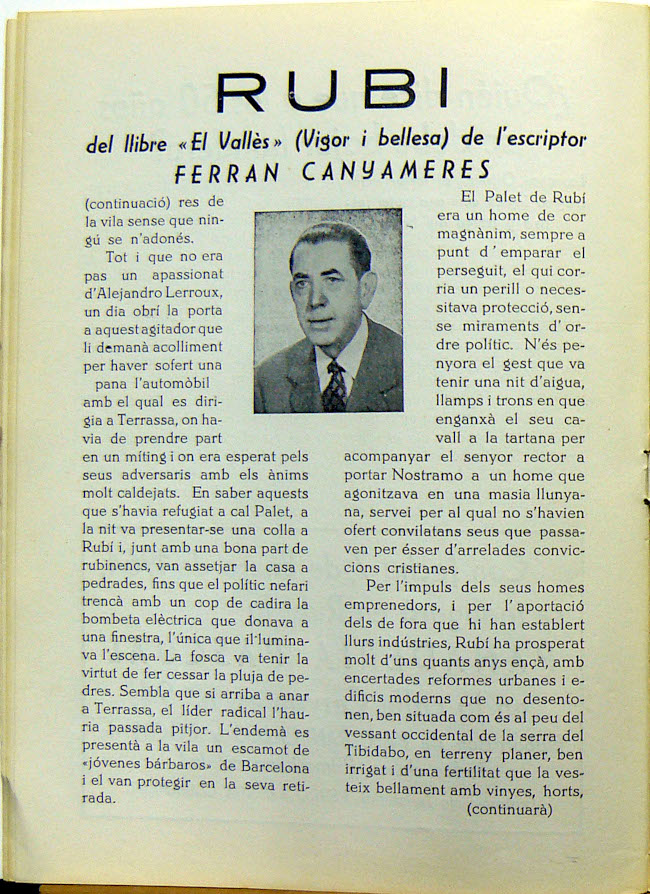 RUBI
del llibre «El Vallès» (Vigor i bellesa) de l'escriptor
FERRAN CANYAMERES
(continuació) res de
la vila sense que nin-
gú se n'adonés.
Tot i que no era
pas un apassionat
d'Alejandro Lerroux,
un dia obrí la porta
a aquest agitador que
li demanà acolliment
per haver sofert una
pana l'automòbil
amb el qual es diri-
gia a Terrassa, on ha-
via de prendre part
en un míting i on era esperat pels
seus adversaris amb els ànims
molt caldejats. En saber aquests
que s'havia refugiat a cal Palet, a
la nit va presentar-se una colla a
Rubí i, junt amb una bona part de
rubinencs, van assetjar la casa a
pedrades, fins que el polític nefari
trencà amb un cop de cadira la
bombeta elèctrica que donava a
una finestra, l'única que il·lumina-
va l'escena. La fosca va tenir la
virtut de fer cessar la pluja de pe-
dres. Sembla que si arriba a anar
a Terrassa, el líder radical l'hau-
ria passada pitjor. L'endemà es
presentà a la vila un escamot de
«jóvenes bárbaros» de Barcelona
i el van protegir en la seva reti-
rada.
El Palet de Rubí
era un home de cor
magnànim, sempre a
punt d'emparar el
perseguit, el qui cor-
ria un perill o neces-
sitava protecció, sen-
se miraments d'or-
dre polític. N'és pe-
nyora el gest que va
tenir una nit d'aigua,
llamps i trons en que
enganxà el seu ca-
vall a la tartana per
acompanyar el senyor rector a
portar Nostramo a un home que
agonitzava en una masia llunya-
na, servei per al qual no s'havien
ofert convilatans seus que passa-
ven per ésser d'arrelades convic-
cions cristianes.
Per l'impuls dels seus homes
emprenedors, i per l'aportació
dels de fora que hi han establert
llurs indústries, Rubí ha prosperat
molt d'uns quants anys ençà, amb
encertades reformes urbanes i e-
dificis moderns que no desento-
nen, ben situada com és al peu del
vessant occidental de la serra del
Tibidabo, en terreny planer, ben
irrigat i d'una fertilitat que la ves-
teix bellament amb vinyes, horts,
(continuarà)